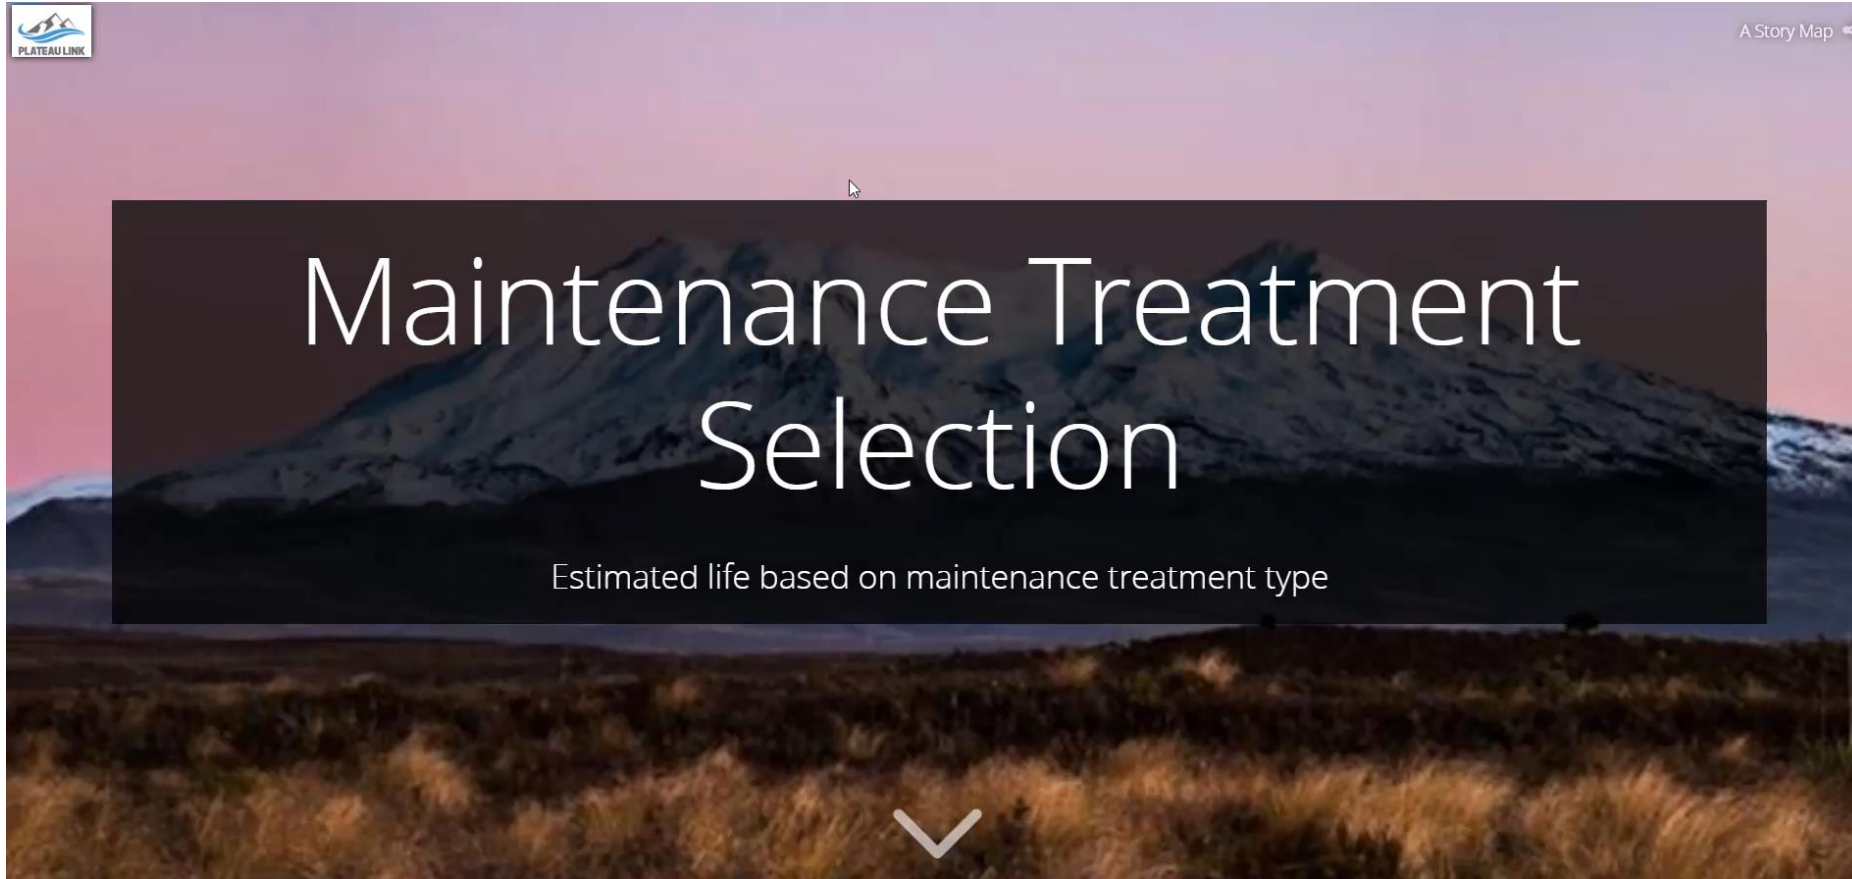 PLATEAU LINK
A Story Map
Maintenance Treatment
Selection
Estimated life based on maintenance treatment type